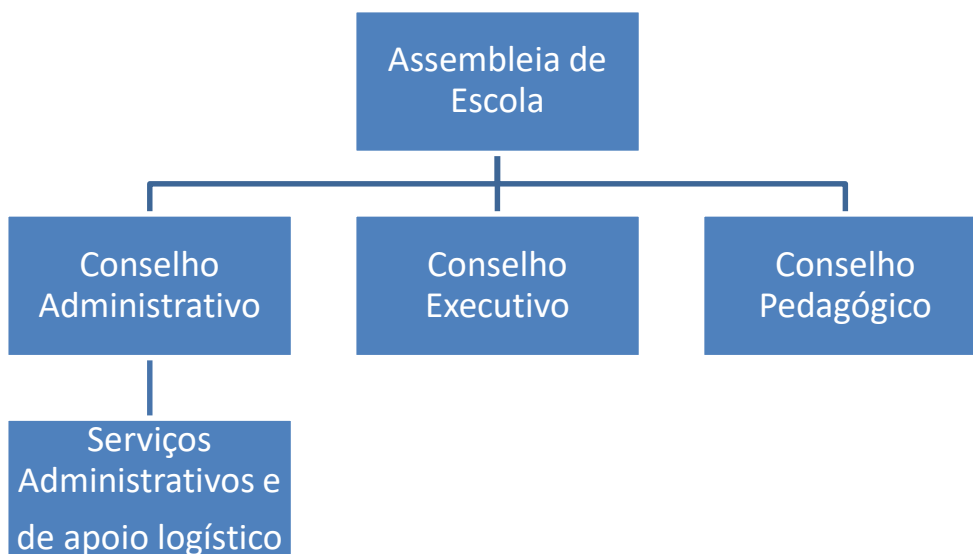 Assembleia de
Escola
Conselho
Administrativo
Conselho
Executivo
Conselho
Pedagógico
Serviços
Administrativos e
de apoio logístico